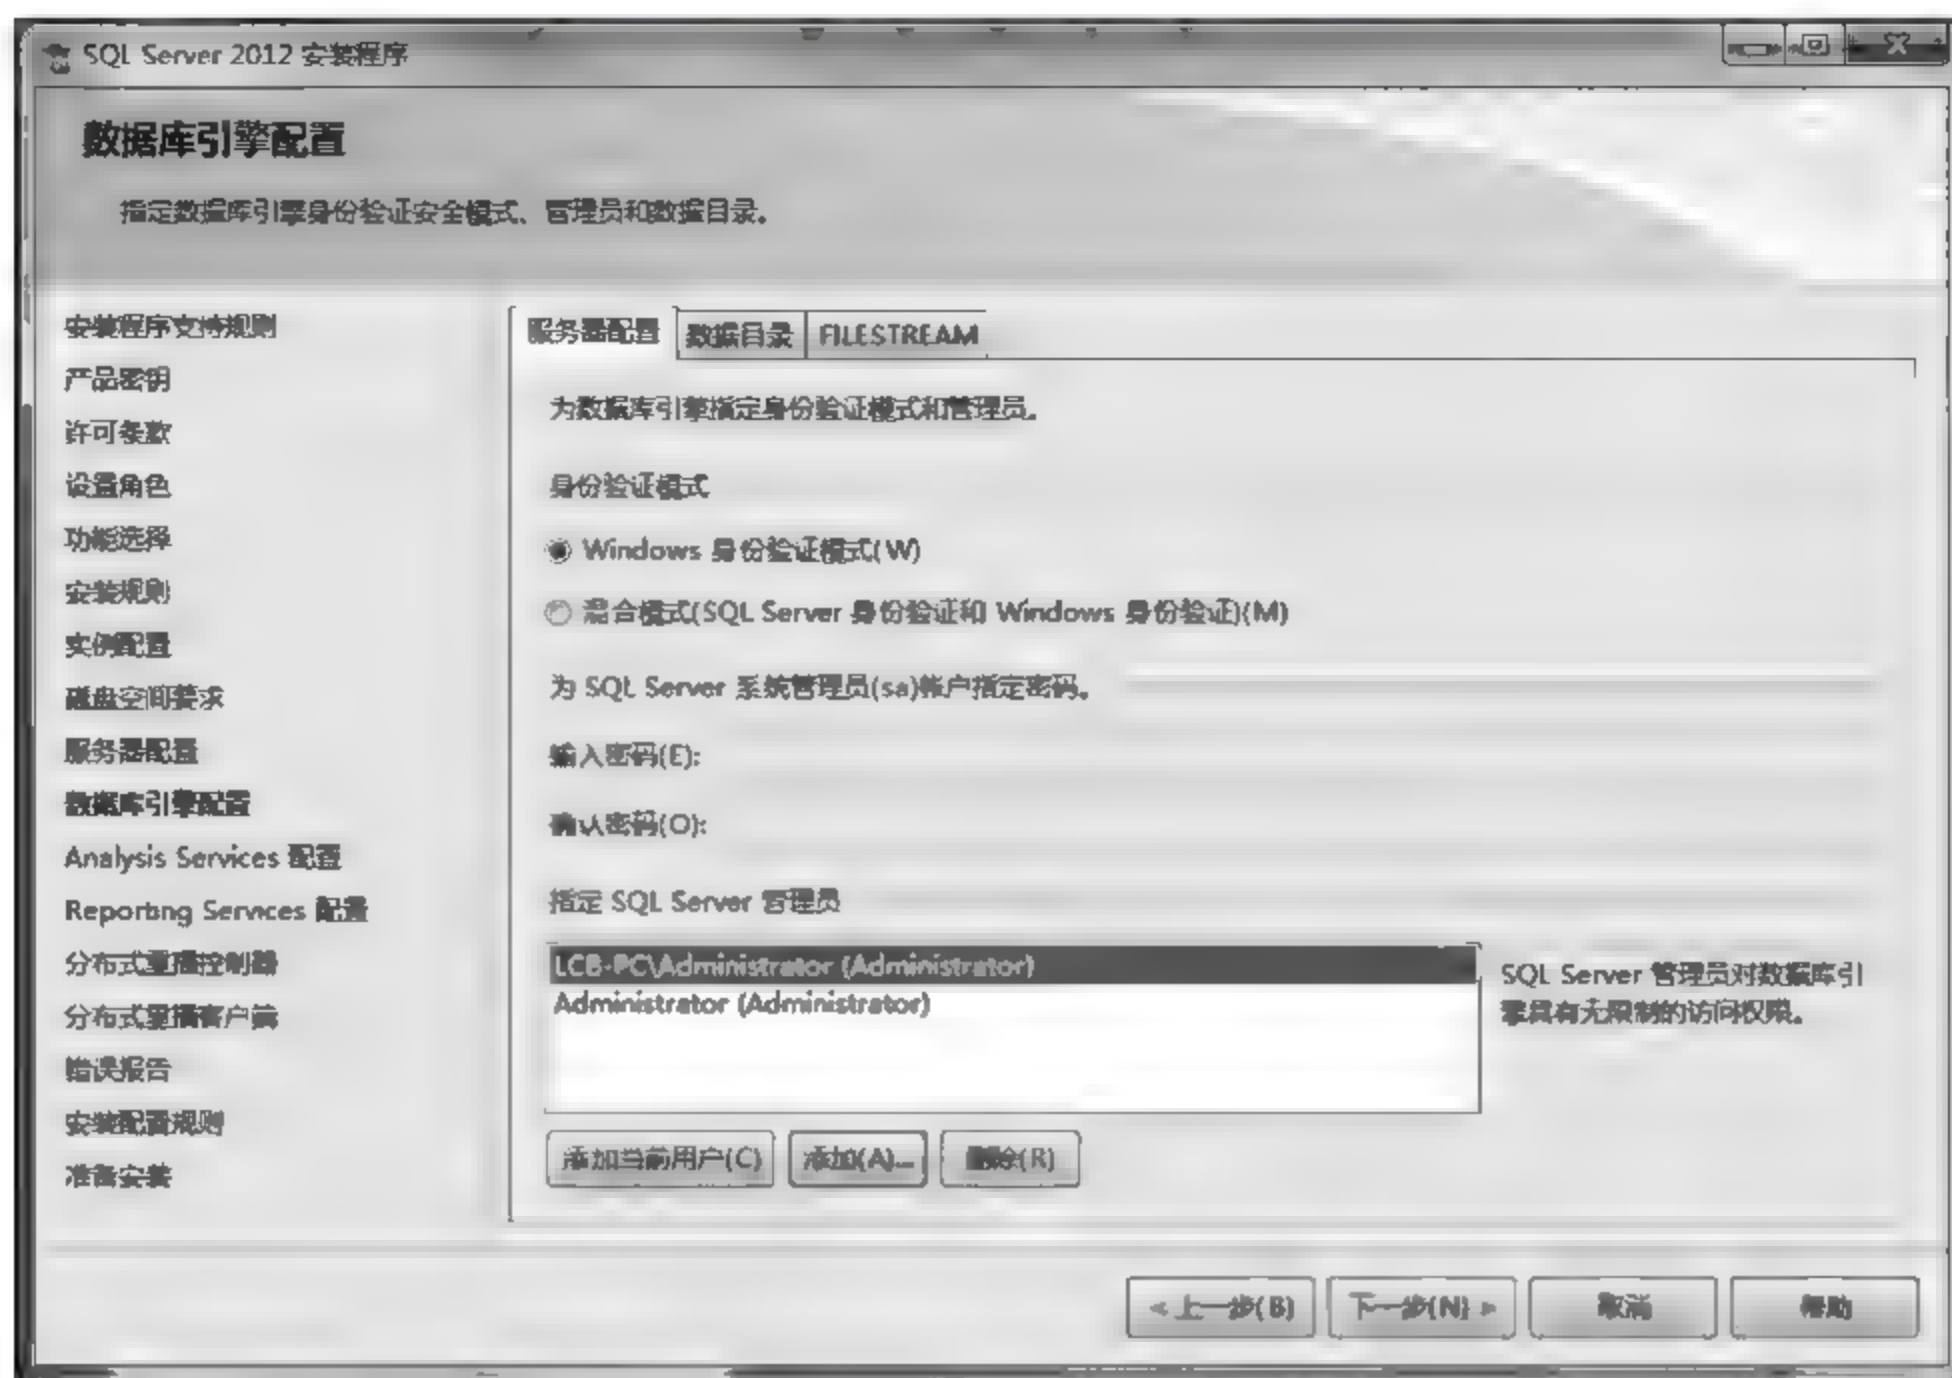 SQL Server 2012 安装程序
数据库引擎配置
指定数据库引擎身份验证安全模式、管理员和数据目录。
安装程序支持规则
产品密钥
许可条款
设置角色
功能选择
安装规则
实例配置
磁盘空间要求
服务器配置
数据库引擎配置
Analysis Services 配置
Reporting Services 配置
分布式重播控制器
分布式重播客户端
错误报告
安装配置规则
准备安装
服务器配置 数据目录 FILESTREAM
为数据库引擎指定身份验证模式和管理员。
身份验证模式
Windows 身份验证模式(W)
混合模式(SQL Server 身份验证和 Windows 身份验证)(M)
为 SQL Server 系统管理员(sa)帐户指定密码。
输入密码(E):
确认密码(O):
指定 SQL Server 管理员
LCB-PC\Administrator (Administrator)
Administrator (Administrator)
SQL Server 管理员对数据库引
擎具有无限制的访问权限。
添加当前用户(C) 添加(A)... 删除(R)
< 上一步(B) 下一步(N) > 取消 帮助